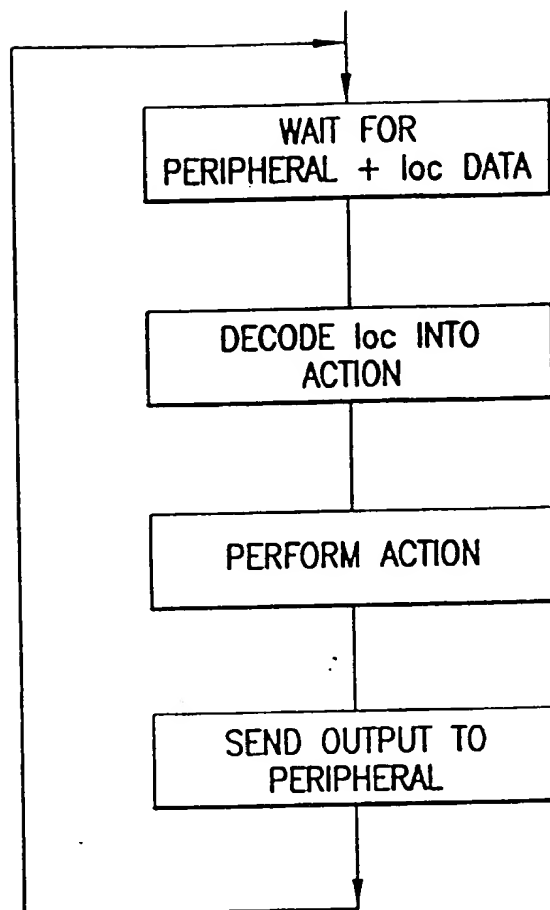 WAIT FOR
PERIPHERAL + loc DATA
DECODE loc INTO
ACTION
PERFORM ACTION
SEND OUTPUT TO
PERIPHERAL